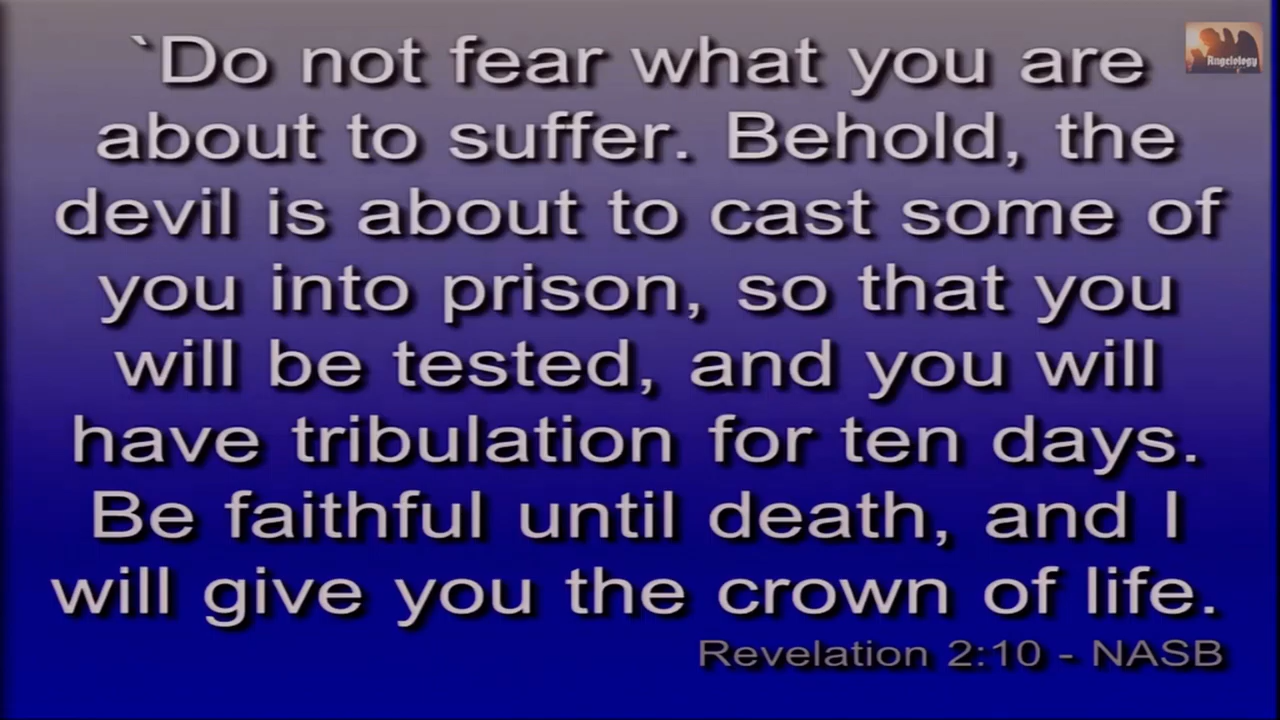 `Do not fear what you are
about to suffer. Behold, the
devil is about to cast some of
you into prison, so that you
will be tested, and you will
have tribulation for ten days.
Be faithful until death, and I
will give you the crown of life.
Revelation 2:10 - NASB
Angelology